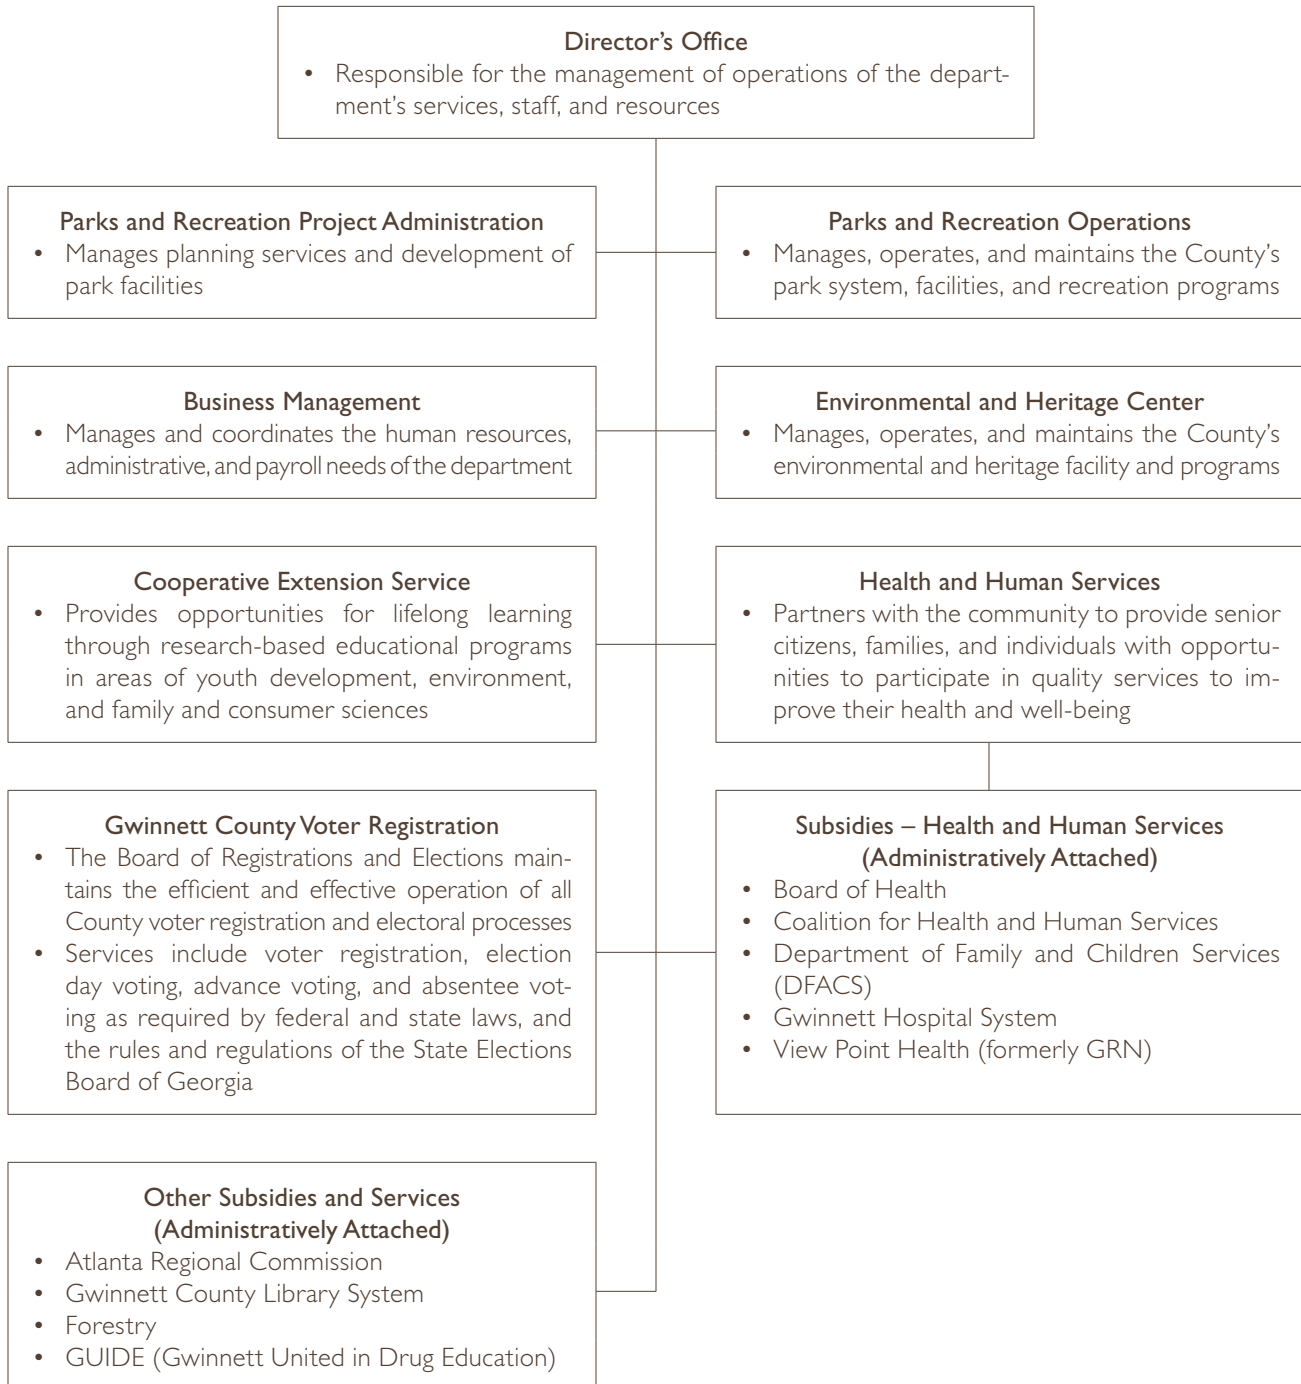 Director’s Office
• Responsible for the management of operations of the depart-
ment’s services, staff, and resources
Parks and Recreation Project Administration
• Manages planning services and development of
park facilities
Parks and Recreation Operations
• Manages, operates, and maintains the County’s
park system, facilities, and recreation programs
Business Management
• Manages and coordinates the human resources,
administrative, and payroll needs of the department
Environmental and Heritage Center
• Manages, operates, and maintains the County’s
environmental and heritage facility and programs
Cooperative Extension Service
• Provides opportunities for lifelong learning
through research-based educational programs
in areas of youth development, environment,
and family and consumer sciences
Health and Human Services
• Partners with the community to provide senior
citizens, families, and individuals with opportu-
nities to participate in quality services to im-
prove their health and well-being
Gwinnett County Voter Registration
• The Board of Registrations and Elections main-
tains the efficient and effective operation of all
County voter registration and electoral processes
• Services include voter registration, election
day voting, advance voting, and absentee vot-
ing as required by federal and state laws, and
the rules and regulations of the State Elections
Board of Georgia
Subsidies – Health and Human Services
(Administratively Attached)
• Board of Health
• Coalition for Health and Human Services
• Department of Family and Children Services
(DFACS)
• Gwinnett Hospital System
• View Point Health (formerly GRN)
Other Subsidies and Services
(Administratively Attached)
• Atlanta Regional Commission
• Gwinnett County Library System
• Forestry
• GUIDE (Gwinnett United in Drug Education)